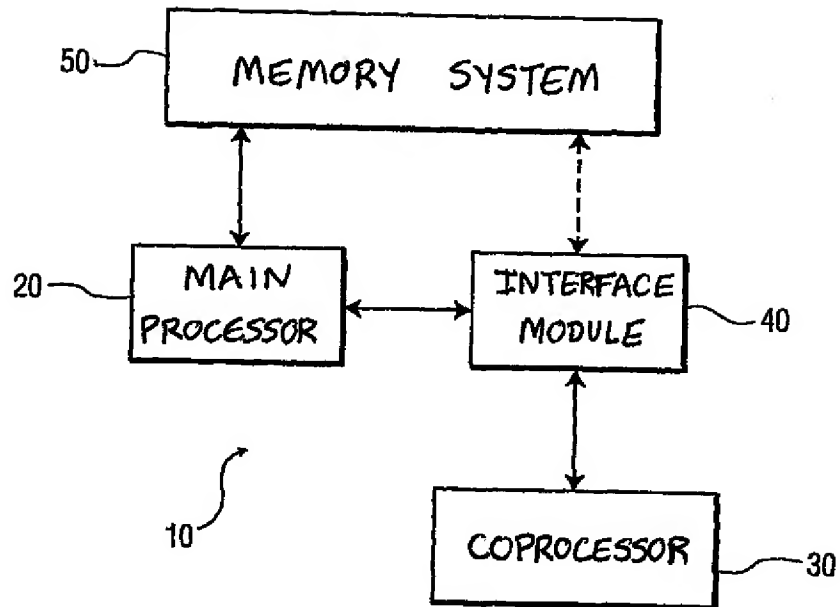 50
MEMORY SYSTEM
20
MAIN
PROCESSOR
INTERFACE
MODULE
40
10
COPROCESSOR
30